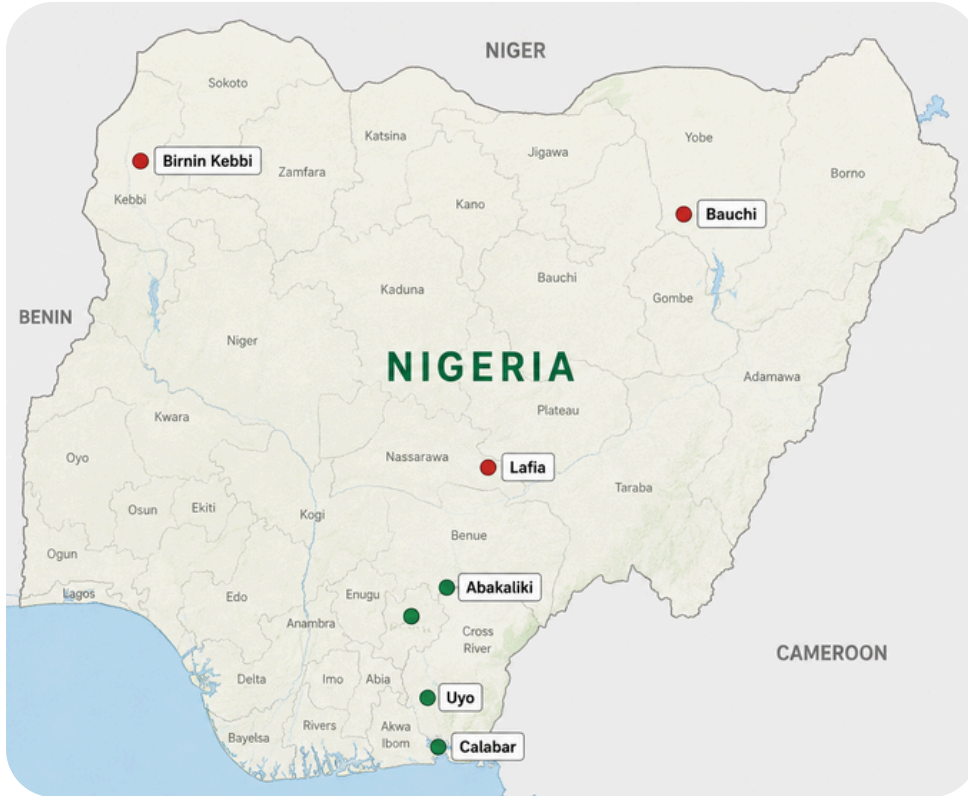 NIGER
Sokoto
Katsina
Yobe
Jigawa
Birnin Kebbi
Zamfara
Borno
Kebbi
Kano
Bauchi
Bauchi
Kaduna
Gombe
BENIN
Niger
NIGERIA
Adamawa
Kwara
Plateau
Oyo
Nassarawa
Lafia
Taraba
Osun
Ekiti
Kogi
Benue
Ogun
Abakaliki
Lagos
Edo
Enugu
Anambra
Cross
River
CAMEROON
Delta
Imo
Abia
Uyo
Bayelsa
Rivers
Akwa
Ibom
Calabar